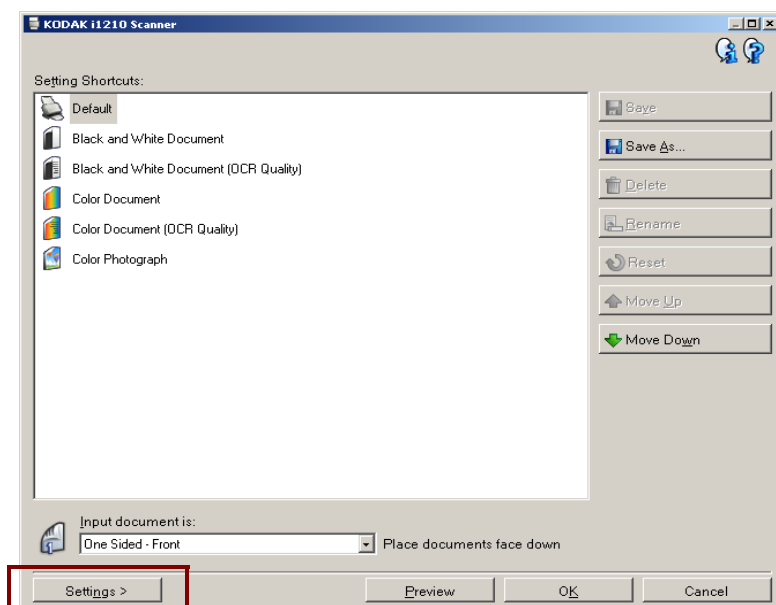 KODAK i1210 Scanner
Setting Shortcuts:
Default
Black and White Document
Black and White Document (OCR Quality)
Color Document
Color Document (OCR Quality)
Color Photograph
Save
Save As...
Delete
Rename
Reset
Move Up
Move Down
Input document is:
One Sided - Front
Place documents face down
Settings >
Preview
OK
Cancel